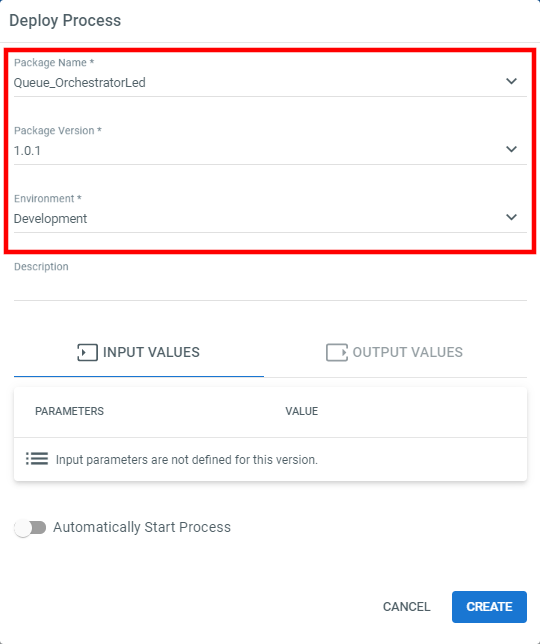 Deploy Process
Package Name *
Queue_OrchestratorLed
Package Version *
1.0.1
Environment *
Development
Description
INPUT VALUES
OUTPUT VALUES
PARAMETERS
VALUE
Input parameters are not defined for this version.
Automatically Start Process
CANCEL
CREATE